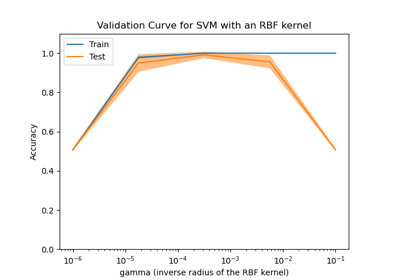 Validation Curve for SVM with an RBF kernel
Train
Test
Accuracy
1.0
0.8
0.6
0.4
0.2
0.0
10⁻⁶ 10⁻⁵ 10⁻⁴ 10⁻³ 10⁻² 10⁻¹
gamma (inverse radius of the RBF kernel)